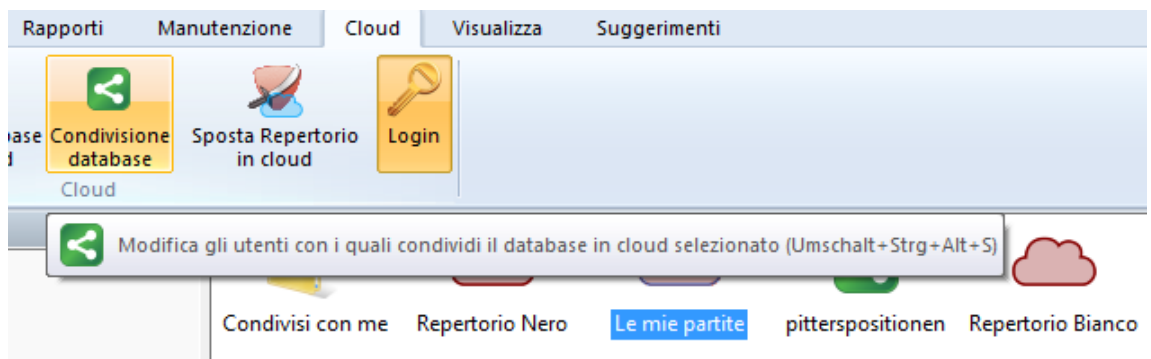 Rapporti Manutenzione Cloud Visualizza Suggerimenti
Condivisione Sposta Repertorio Login
database in cloud
Cloud
Modifica gli utenti con i quali condividi il database in cloud selezionato (Umschalt+Strg+Alt+S)
Condivisi con me Repertorio Nero Le mie partite pitterspositionen Repertorio Bianco